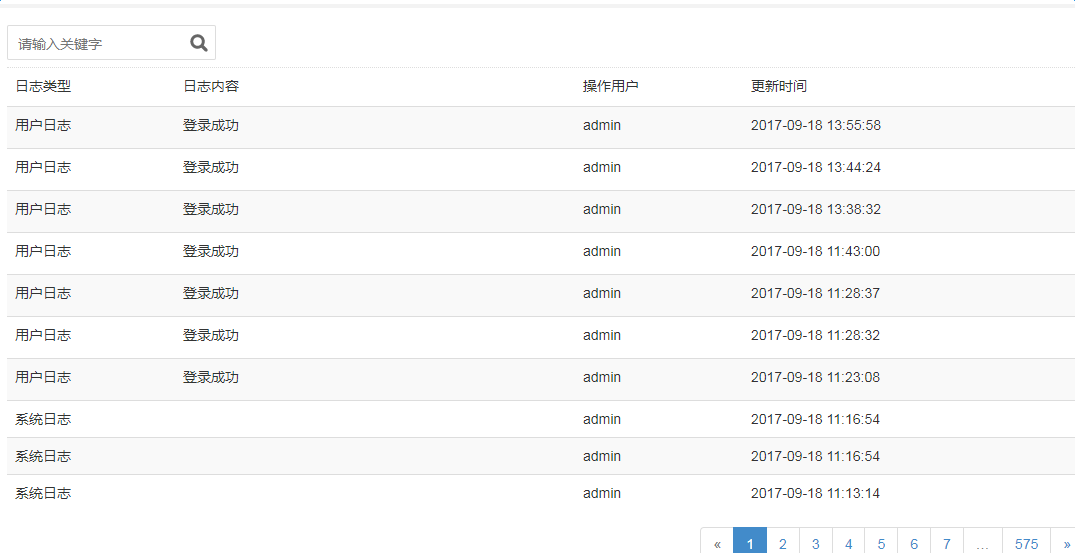 请输入关键字
日志类型 日志内容 操作用户 更新时间
用户日志 登录成功 admin 2017-09-18 13:55:58
用户日志 登录成功 admin 2017-09-18 13:44:24
用户日志 登录成功 admin 2017-09-18 13:38:32
用户日志 登录成功 admin 2017-09-18 11:43:00
用户日志 登录成功 admin 2017-09-18 11:28:37
用户日志 登录成功 admin 2017-09-18 11:28:32
用户日志 登录成功 admin 2017-09-18 11:23:08
系统日志 admin 2017-09-18 11:16:54
系统日志 admin 2017-09-18 11:16:54
系统日志 admin 2017-09-18 11:13:14
« 1 2 3 4 5 6 7 ... 575 »